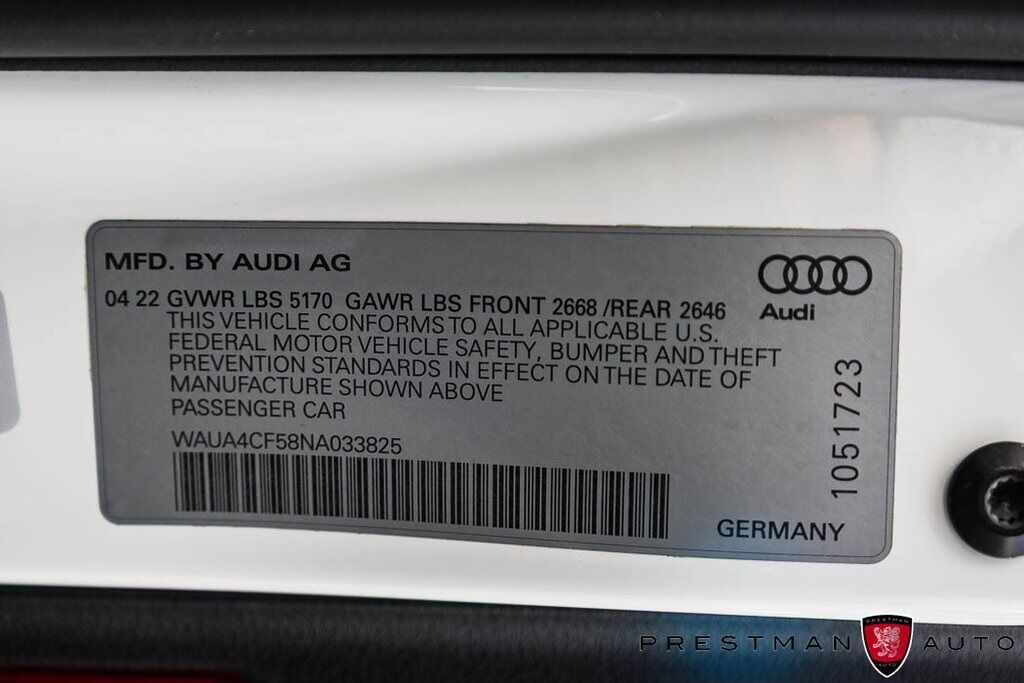 MFD. BY AUDI AG
Audi
04 22 GVWR LBS 5170 GAWR LBS FRONT 2668 /REAR 2646
THIS VEHICLE CONFORMS TO ALL APPLICABLE U.S.
FEDERAL MOTOR VEHICLE SAFETY, BUMPER AND THEFT
PREVENTION STANDARDS IN EFFECT ON THE DATE OF
MANUFACTURE SHOWN ABOVE
PASSENGER CAR
WAUA4CF58NA033825
1051723
GERMANY
PRESTMAN AUTO
PRESTMAN
AUTO